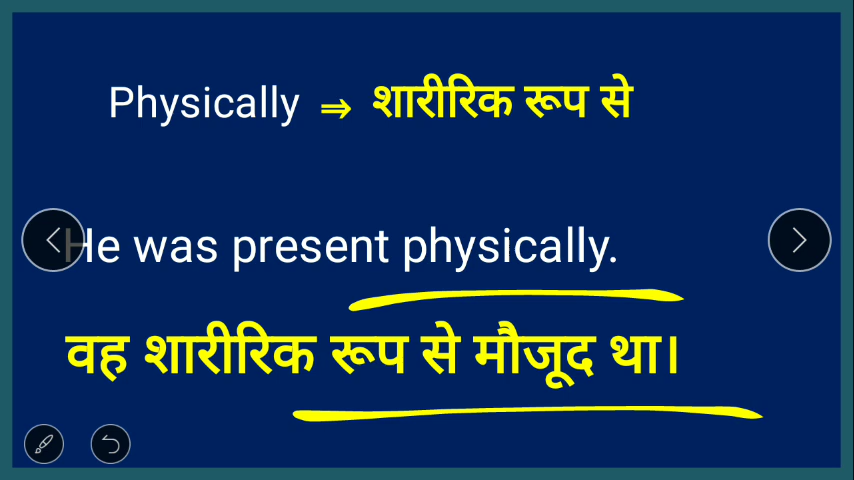 Physically ⇒ शारीरिक रूप से
He was present physically.
वह शारीरिक रूप से मौजूद था।